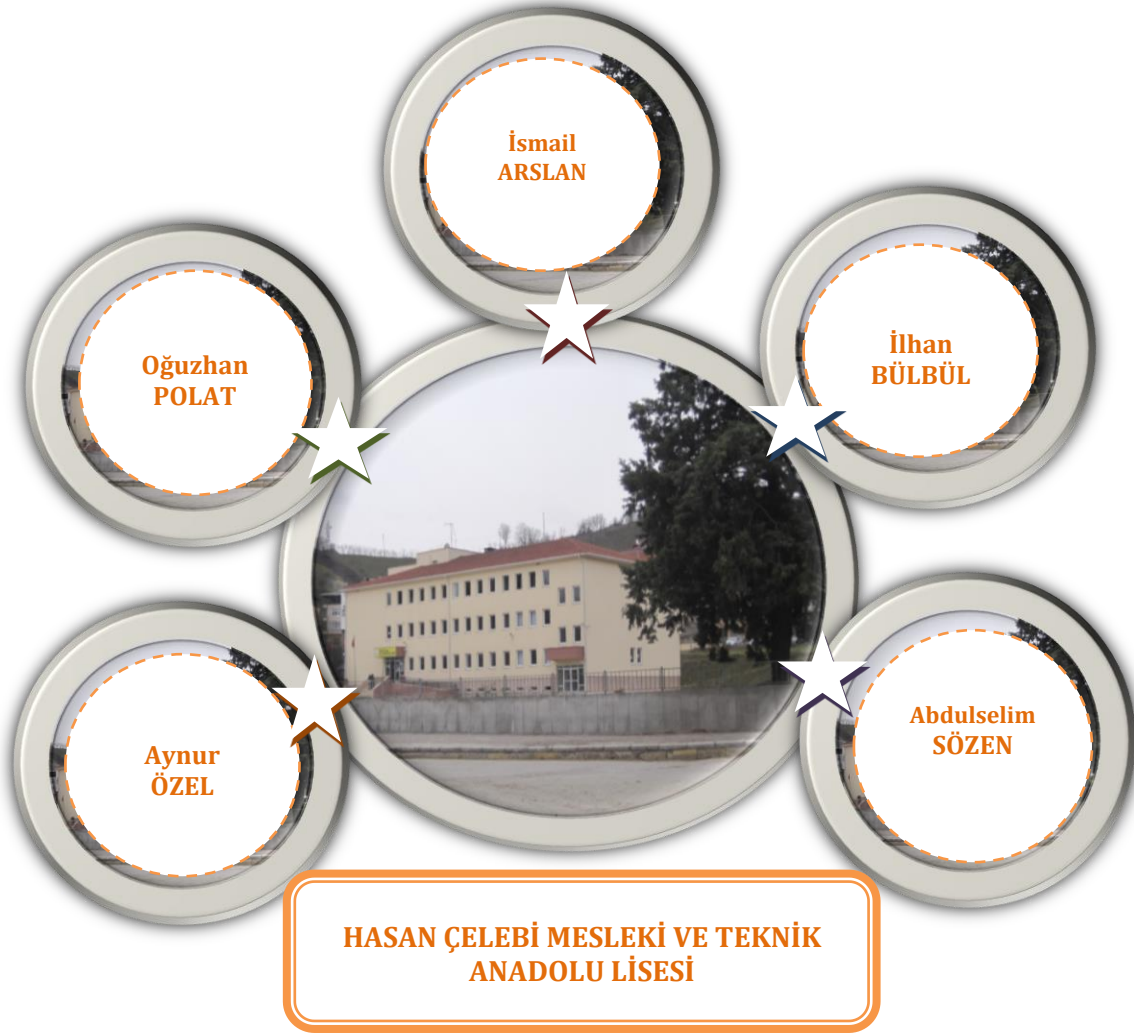 İsmail
ARSLAN
Oğuzhan
POLAT
İlhan
BÜLBÜL
Aynur
ÖZEL
Abdulselim
SÖZEN
HASAN ÇELEBİ MESLEKİ VE TEKNİK
ANADOLU LİSESİ